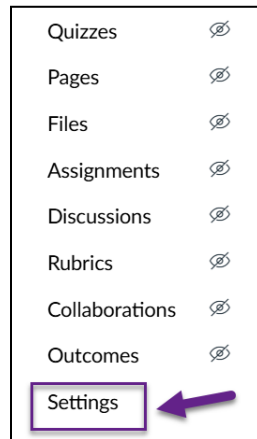 Quizzes
Pages
Files
Assignments
Discussions
Rubrics
Collaborations
Outcomes
Settings